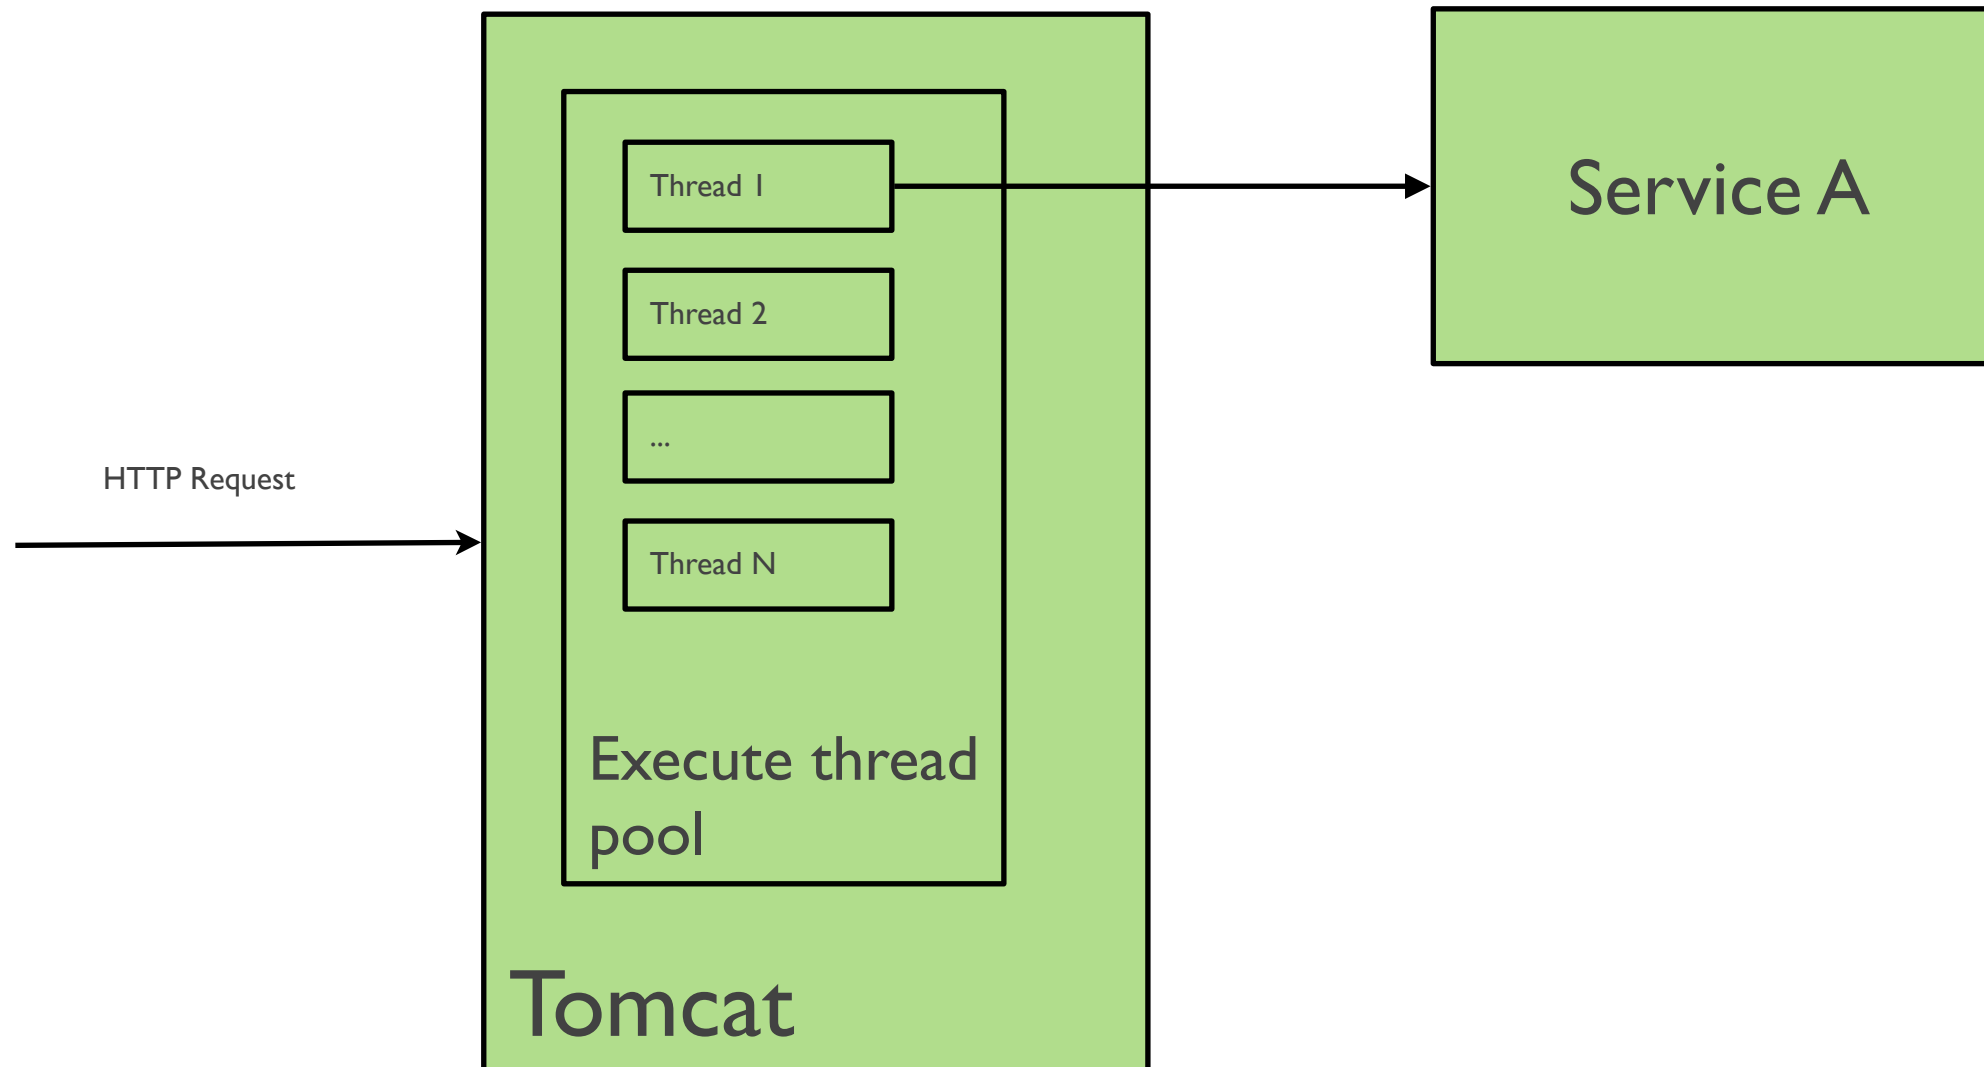 Thread 1
Service A
Thread 2
...
HTTP Request
Thread N
Execute thread
pool
Tomcat